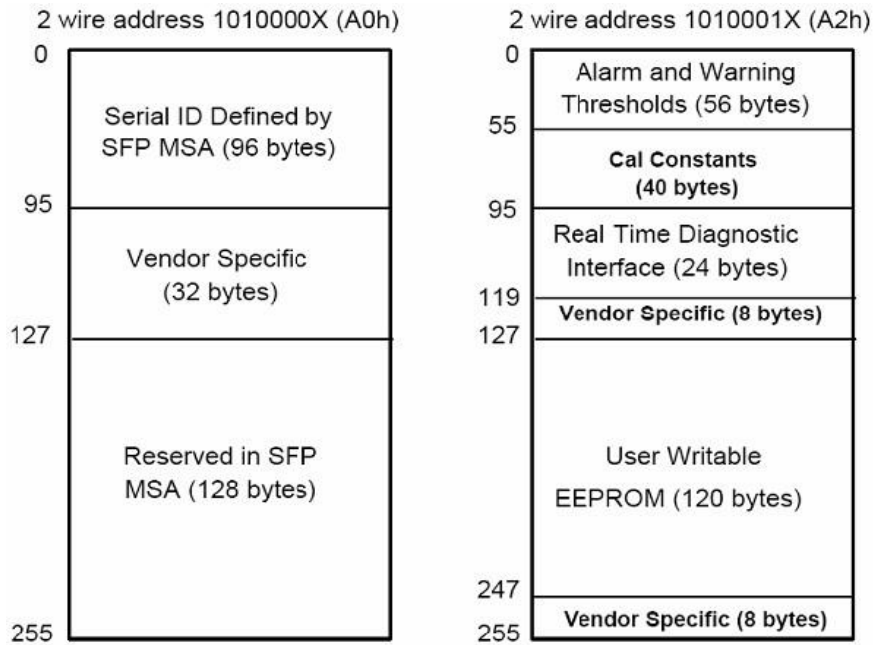 2 wire address 1010000X (A0h)
0
Serial ID Defined by
SFP MSA (96 bytes)
95
Vendor Specific
(32 bytes)
127
Reserved in SFP
MSA (128 bytes)
255
2 wire address 1010001X (A2h)
0
Alarm and Warning
Thresholds (56 bytes)
55
Cal Constants
(40 bytes)
95
Real Time Diagnostic
Interface (24 bytes)
119
Vendor Specific (8 bytes)
127
User Writable
EEPROM (120 bytes)
247
Vendor Specific (8 bytes)
255